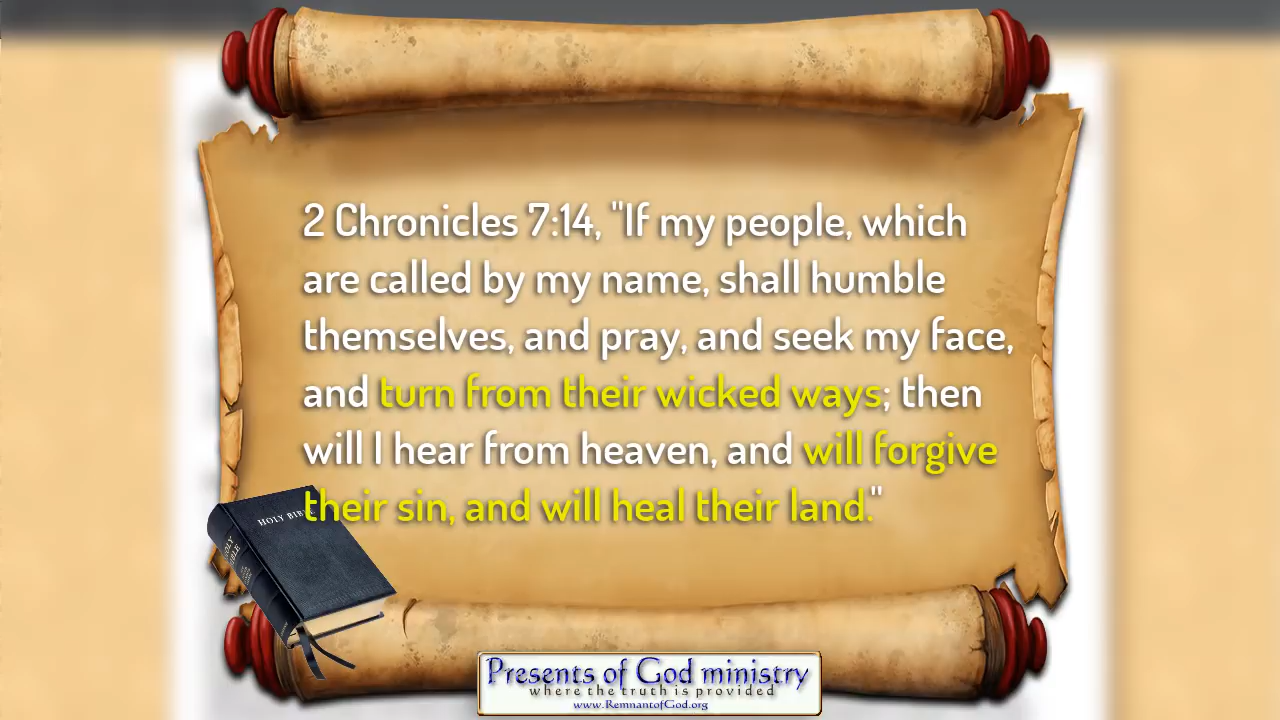 2 Chronicles 7:14, "If my people, which
are called by my name, shall humble
themselves, and pray, and seek my face,
and turn from their wicked ways; then
will I hear from heaven, and will forgive
their sin, and will heal their land."
HOLY BIBLE
HOLY BIBLE
Presents of God ministry
where the truth is provided
www.RemnantofGod.org